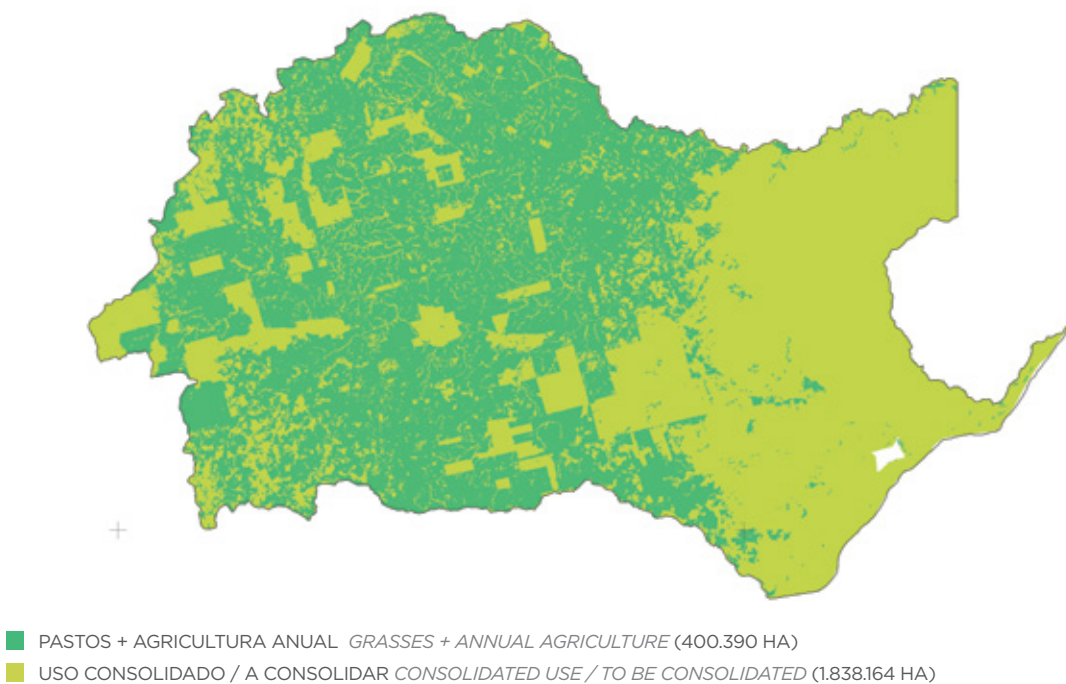 PASTOS + AGRICULTURA ANUAL GRASSES + ANNUAL AGRICULTURE (400.390 HA)
USO CONSOLIDADO / A CONSOLIDAR CONSOLIDATED USE / TO BE CONSOLIDATED (1.838.164 HA)